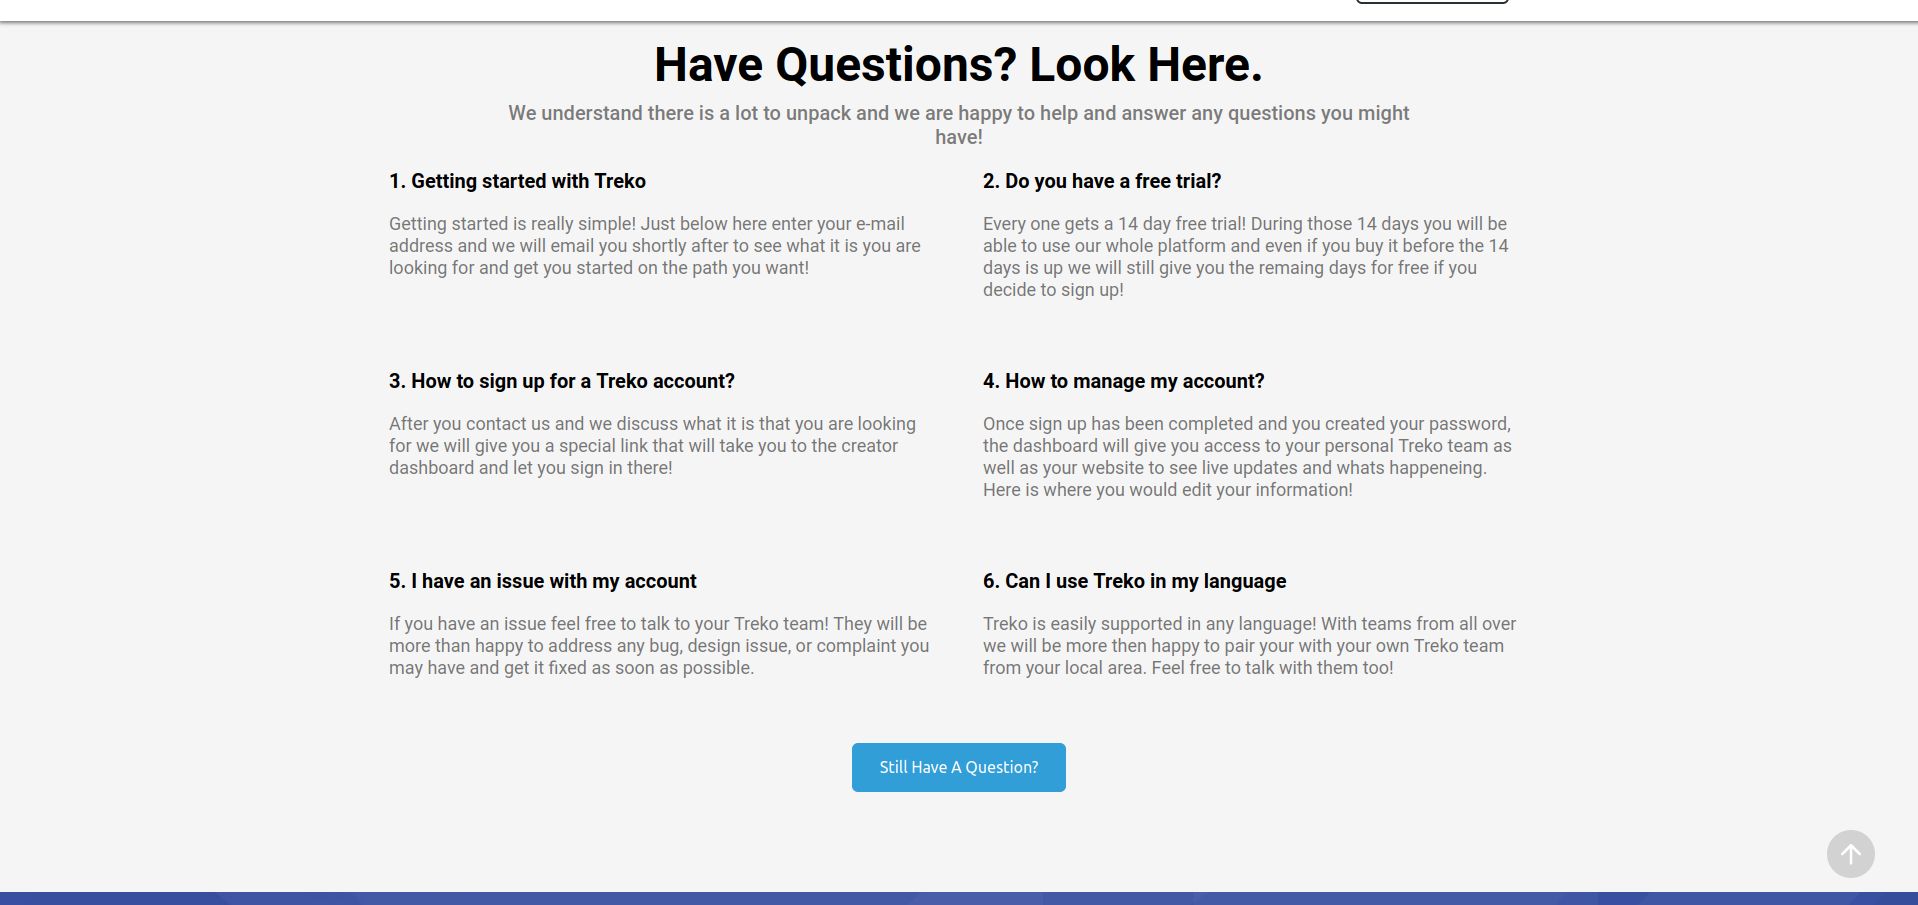 Have Questions? Look Here.
We understand there is a lot to unpack and we are happy to help and answer any questions you might
have!
1. Getting started with Treko
Getting started is really simple! Just below here enter your e-mail
address and we will email you shortly after to see what it is you are
looking for and get you started on the path you want!
2. Do you have a free trial?
Every one gets a 14 day free trial! During those 14 days you will be
able to use our whole platform and even if you buy it before the 14
days is up we will still give you the remaing days for free if you
decide to sign up!
3. How to sign up for a Treko account?
After you contact us and we discuss what it is that you are looking
for we will give you a special link that will take you to the creator
dashboard and let you sign in there!
4. How to manage my account?
Once sign up has been completed and you created your password,
the dashboard will give you access to your personal Treko team as
well as your website to see live updates and whats happeneing.
Here is where you would edit your information!
5. I have an issue with my account
If you have an issue feel free to talk to your Treko team! They will be
more than happy to address any bug, design issue, or complaint you
may have and get it fixed as soon as possible.
6. Can I use Treko in my language
Treko is easily supported in any language! With teams from all over
we will be more then happy to pair your with your own Treko team
from your local area. Feel free to talk with them too!
Still Have A Question?